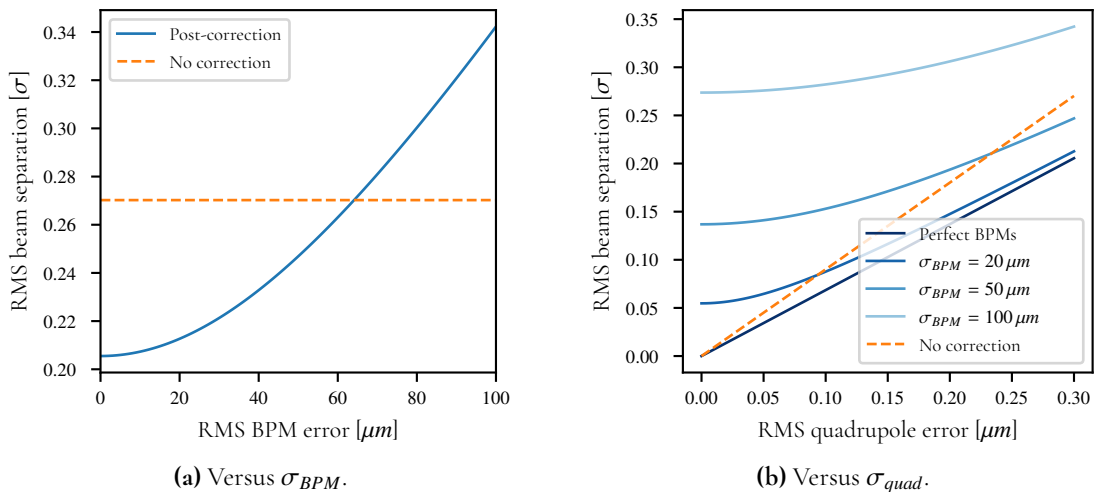 0.34
0.32
0.30
0.28
0.26
0.24
0.22
0.20
RMS beam separation [σ]
Post-correction
No correction
0
20
40
60
80
100
RMS BPM error [μm]
(a) Versus σ_BPM.
0.35
0.30
0.25
0.20
0.15
0.10
0.05
0.00
RMS beam separation [σ]
Perfect BPMs
σ_BPM = 20 μm
σ_BPM = 50 μm
σ_BPM = 100 μm
No correction
0.00
0.05
0.10
0.15
0.20
0.25
0.30
RMS quadrupole error [μm]
(b) Versus σ_quad.